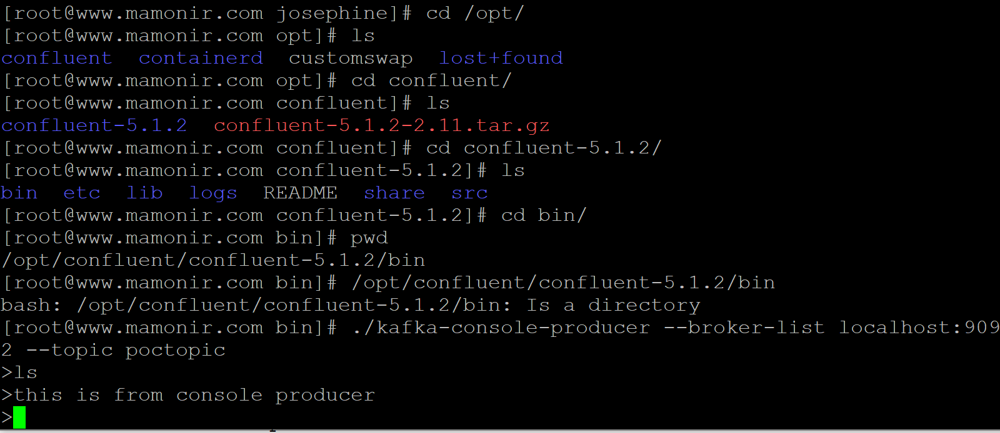 [root@www.mamonir.com josephine]# cd /opt/
[root@www.mamonir.com opt]# ls
confluent  containerd  customswap  lost+found
[root@www.mamonir.com opt]# cd confluent/
[root@www.mamonir.com confluent]# ls
confluent-5.1.2  confluent-5.1.2-2.11.tar.gz
[root@www.mamonir.com confluent]# cd confluent-5.1.2/
[root@www.mamonir.com confluent-5.1.2]# ls
bin  etc  lib  logs  README  share  src
[root@www.mamonir.com confluent-5.1.2]# cd bin/
[root@www.mamonir.com bin]# pwd
/opt/confluent/confluent-5.1.2/bin
[root@www.mamonir.com bin]# /opt/confluent/confluent-5.1.2/bin
bash: /opt/confluent/confluent-5.1.2/bin: Is a directory
[root@www.mamonir.com bin]# ./kafka-console-producer --broker-list localhost:909
2 --topic poctopic
>ls
>this is from console producer
>